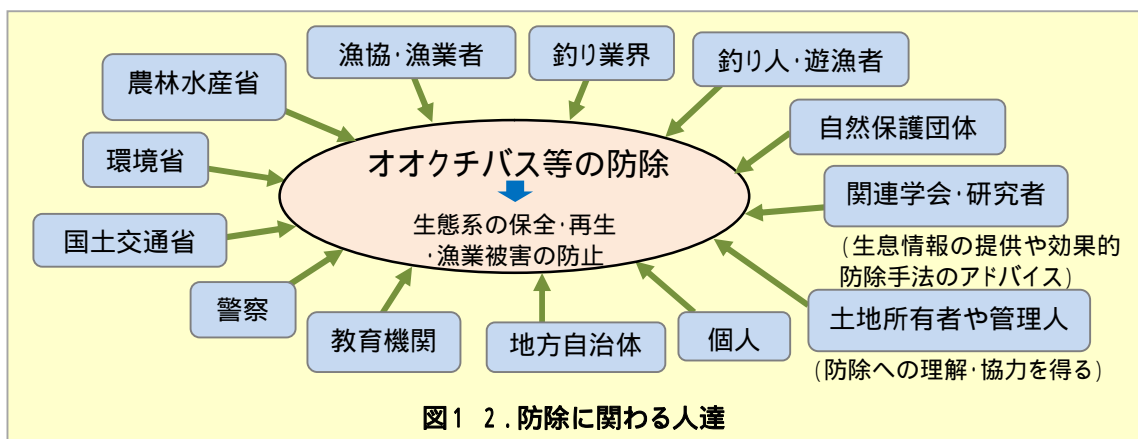 漁協・漁業者
釣り業界
釣り人・遊漁者
農林水産省
自然保護団体
環境省
オオクチバス等の防除
関連学会・研究者
生態系の保全・再生
・漁業被害の防止
国土交通省
(生息情報の提供や効果的
防除手法のアドバイス)
警察
土地所有者や管理人
教育機関
地方自治体
個人
(防除への理解・協力を得る)
図1 2.防除に関わる人達